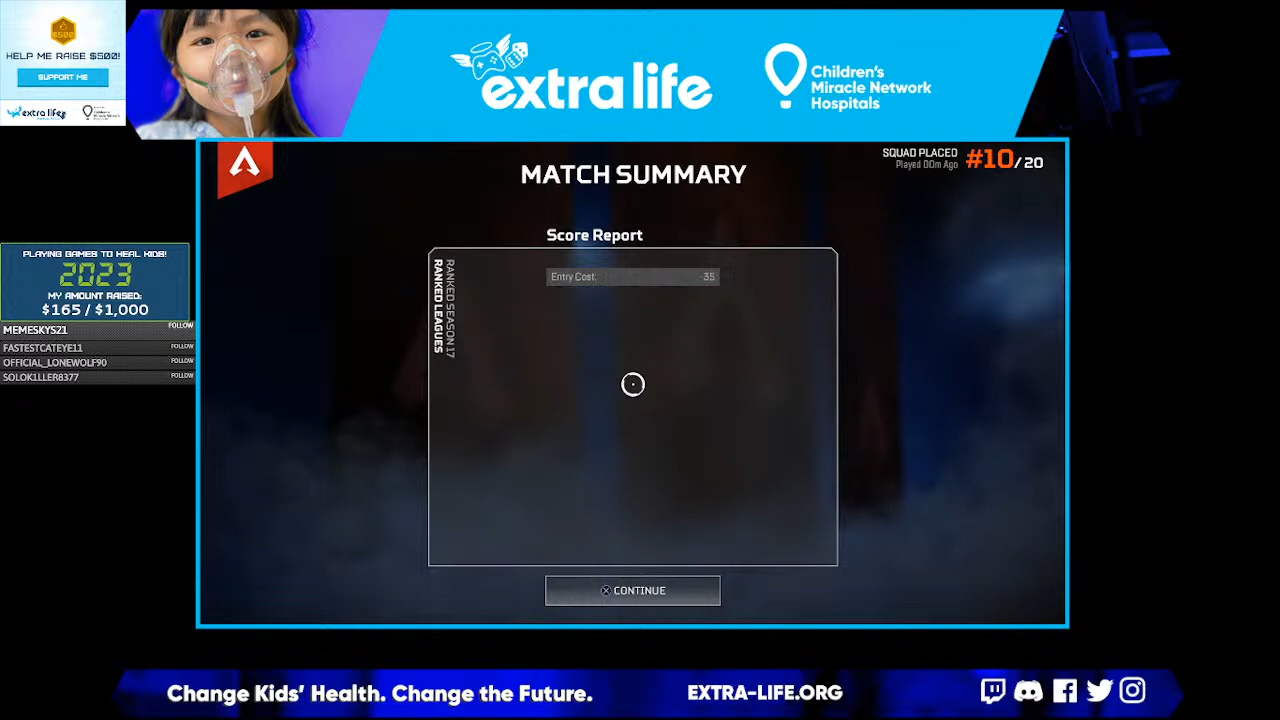 $500
HELP ME RAISE $500!
SUPPORT ME
extra life
extra life
Children's
Miracle Network
Hospitals
SQUAD PLACED
Played 00m Ago
#10/20
MATCH SUMMARY
Score Report
RANKED SEASON 17
RANKED LEAGUES
Entry Cost: -35
CONTINUE
PLAYING GAMES TO HEAL KIDS!
2023
MY AMOUNT RAISED:
$165 / $1,000
MEMESKYS21 FOLLOW
FASTESTCATEYE11 FOLLOW
OFFICIAL_LONEWOLF90 FOLLOW
SOLOK1LLER8377 FOLLOW
Change Kids' Health. Change the Future.
EXTRA-LIFE.ORG